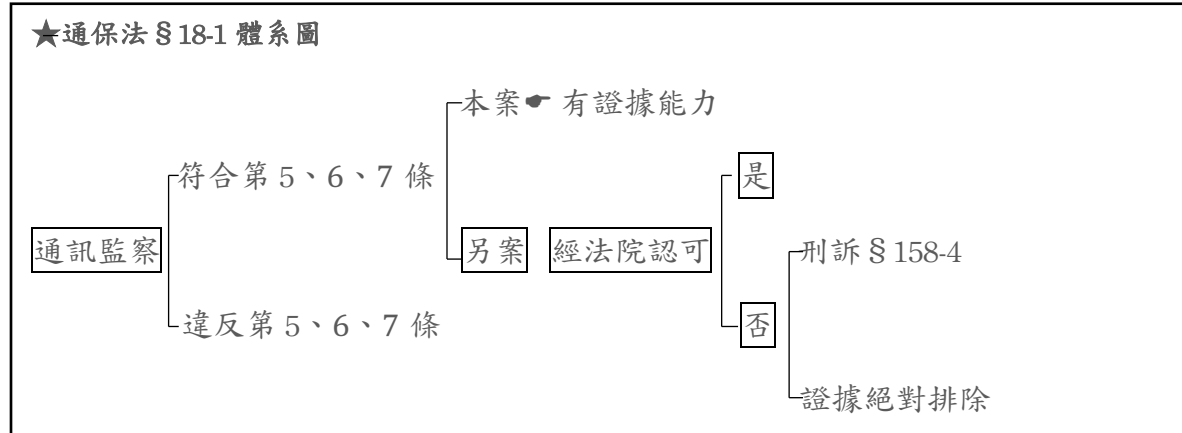 ★通保法§18-1 體系圖
本案☛ 有證據能力
符合第 5、6、7 條
是
通訊監察
另案
經法院認可
刑訴§158-4
違反第 5、6、7 條
否
證據絕對排除